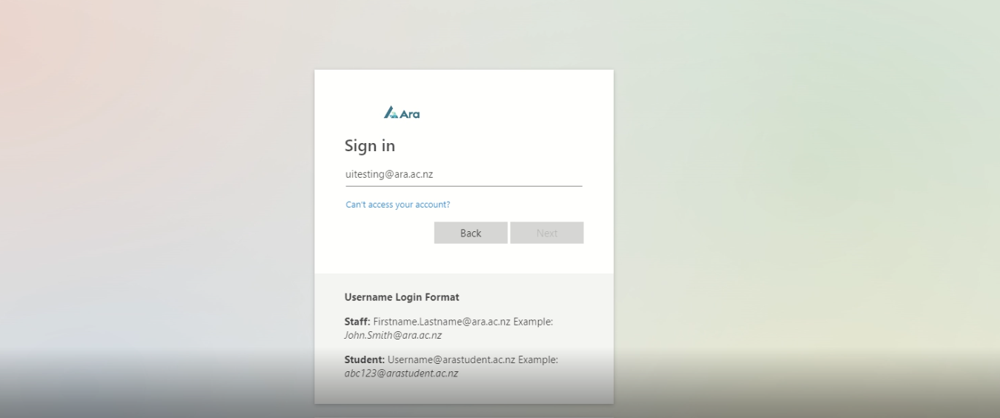 Ara
Sign in
uitesting@ara.ac.nz
Can't access your account?
Back Next
Username Login Format
Staff: Firstname.Lastname@ara.ac.nz Example:
John.Smith@ara.ac.nz
Student: Username@arastudent.ac.nz Example:
abc123@arastudent.ac.nz